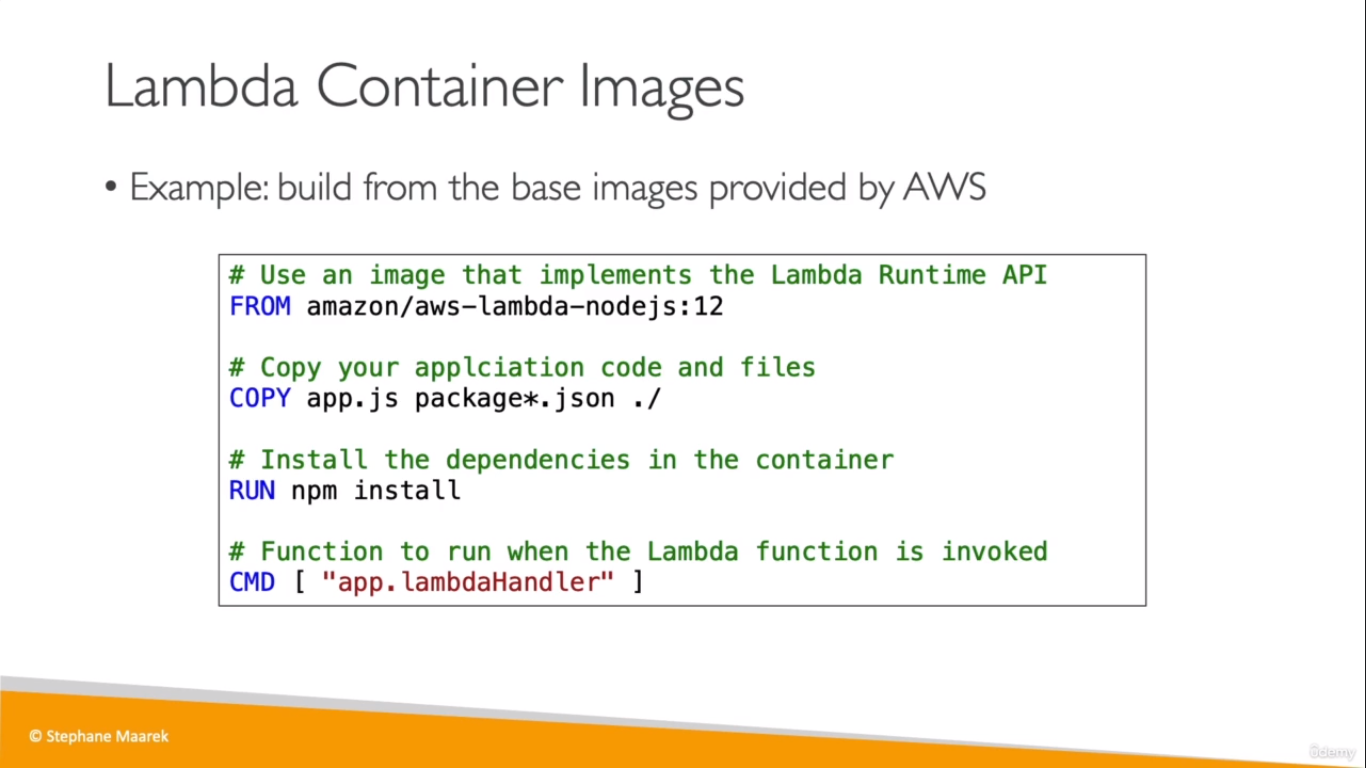 Lambda Container Images
• Example: build from the base images provided by AWS
# Use an image that implements the Lambda Runtime API
FROM amazon/aws-lambda-nodejs:12
# Copy your applciation code and files
COPY app.js package*.json ./
# Install the dependencies in the container
RUN npm install
# Function to run when the Lambda function is invoked
CMD [ "app.lambdaHandler" ]
© Stephane Maarek
ûdemy